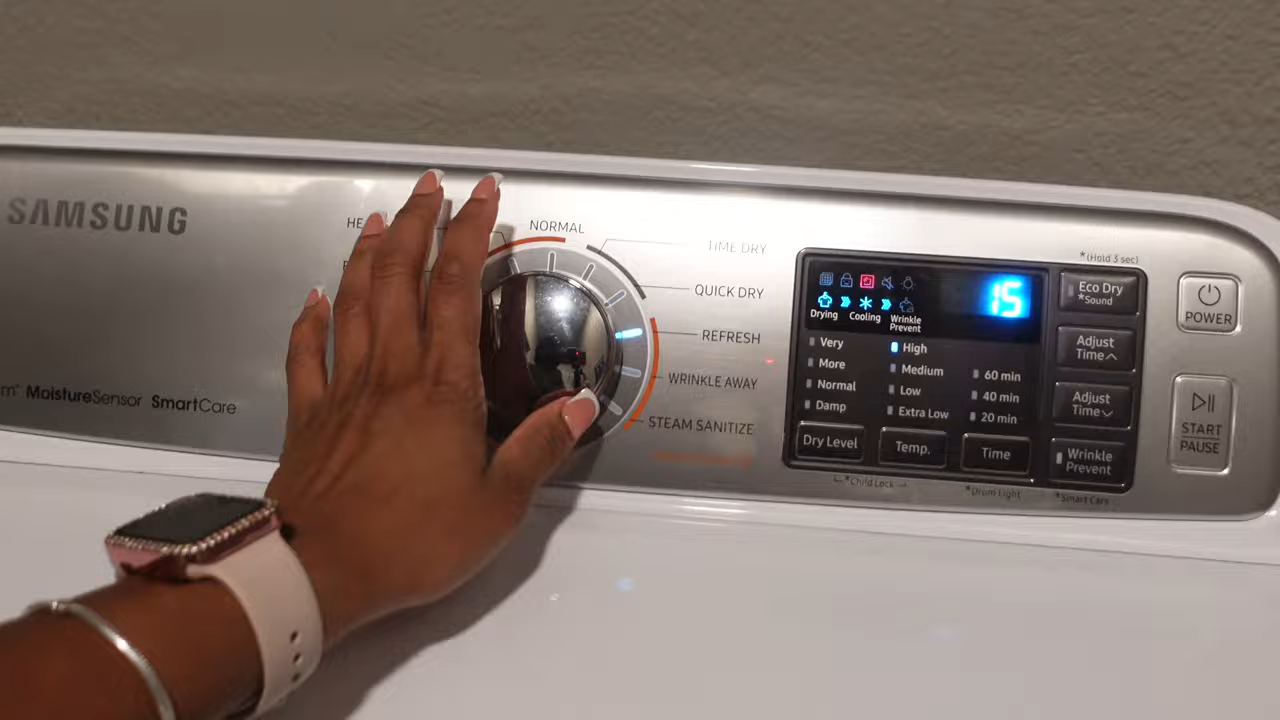 SAMSUNG
MoistureSensor SmartCare
NORMAL
TIME DRY
QUICK DRY
REFRESH
WRINKLE AWAY
STEAM SANITIZE
15
Drying
Cooling
Wrinkle
Prevent
Very
More
Normal
Damp
Dry Level
High
Medium
Low
Extra Low
Temp.
60 min
40 min
20 min
Time
*(Hold 3 sec)
Eco Dry
*Sound
Adjust
Time
Adjust
Time
Wrinkle
Prevent
*Child Lock
*Drum Light
*Smart Care
POWER
START
PAUSE